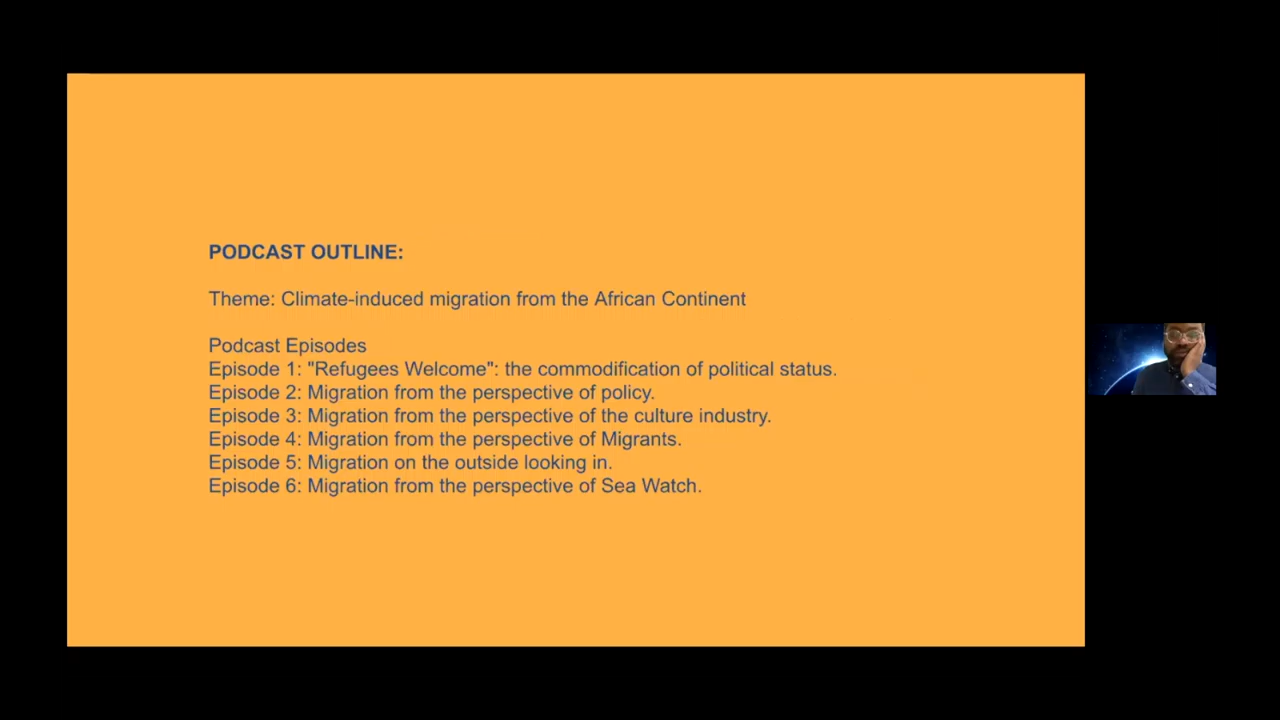 PODCAST OUTLINE:
Theme: Climate-induced migration from the African Continent
Podcast Episodes
Episode 1: "Refugees Welcome": the commodification of political status.
Episode 2: Migration from the perspective of policy.
Episode 3: Migration from the perspective of the culture industry.
Episode 4: Migration from the perspective of Migrants.
Episode 5: Migration on the outside looking in.
Episode 6: Migration from the perspective of Sea Watch.